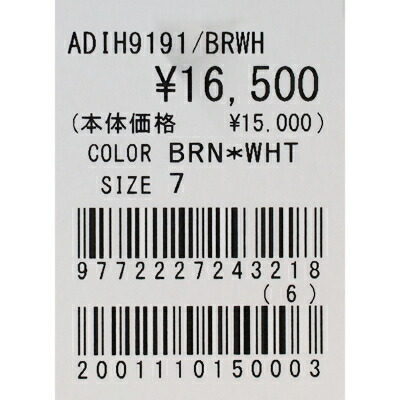 ADIH9191/BRWH
¥16,500
(本体価格 ¥15.000)
COLOR BRN*WHT
SIZE 7
9772227243218
(6)
2001110150003